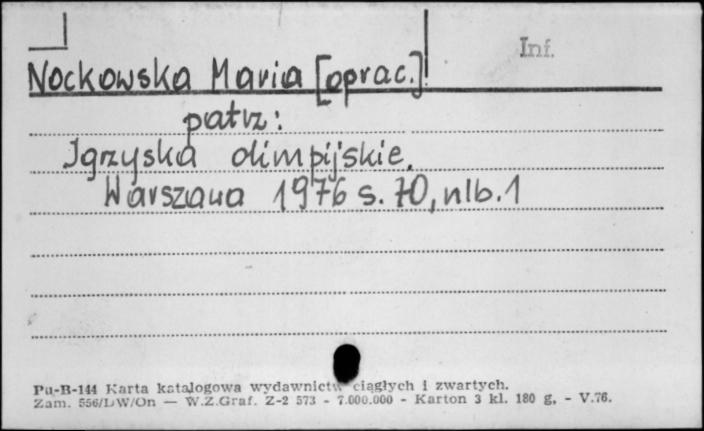 Inf.
Nockowska Maria [oprac.]
patrz:
Igrzyska olimpijskie.
Warszawa 1976 s. 70, nlb. 1
Pu-B-144 Karta katalogowa wydawnictw ciągłych i zwartych.
Zam. 556/LW/On — W.Z.Graf. Z-2 573 - 7.000.000 - Karton 3 kl. 180 g. - V.76.